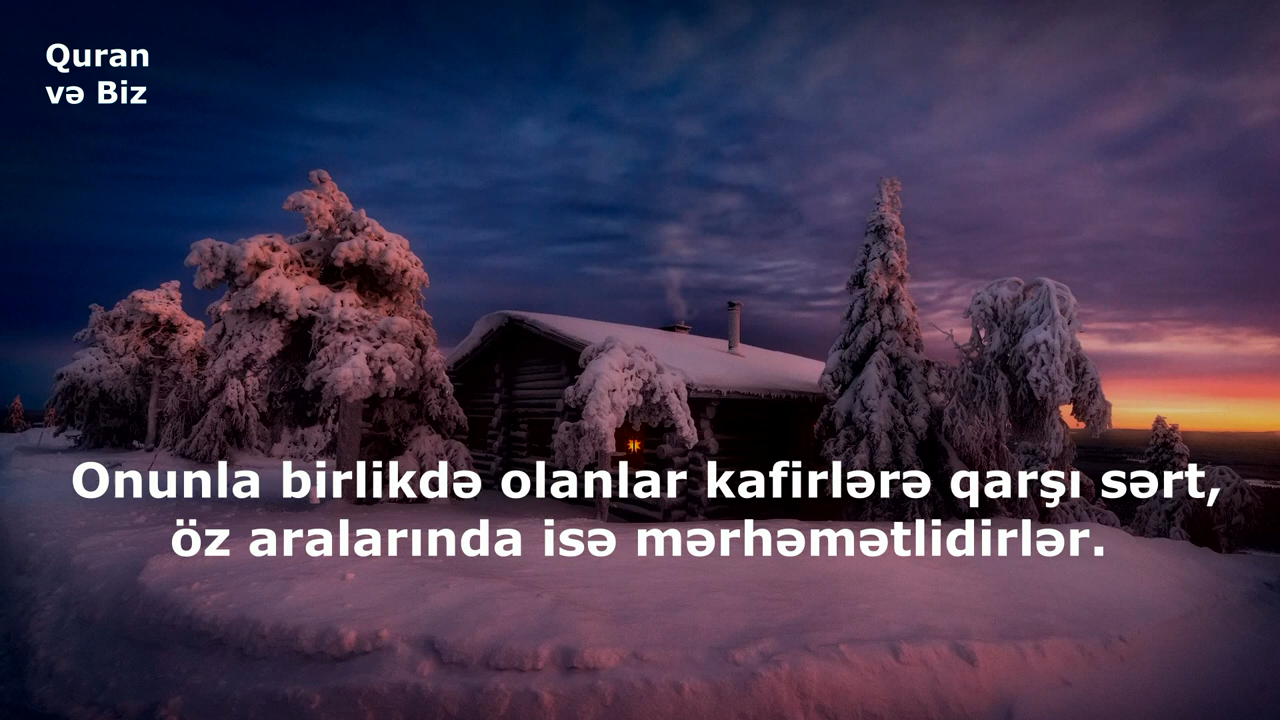 Quran
və Biz
Onunla birlikdə olanlar kafirlərə qarşı sərt,
öz aralarında isə mərhəmətlidirlər.